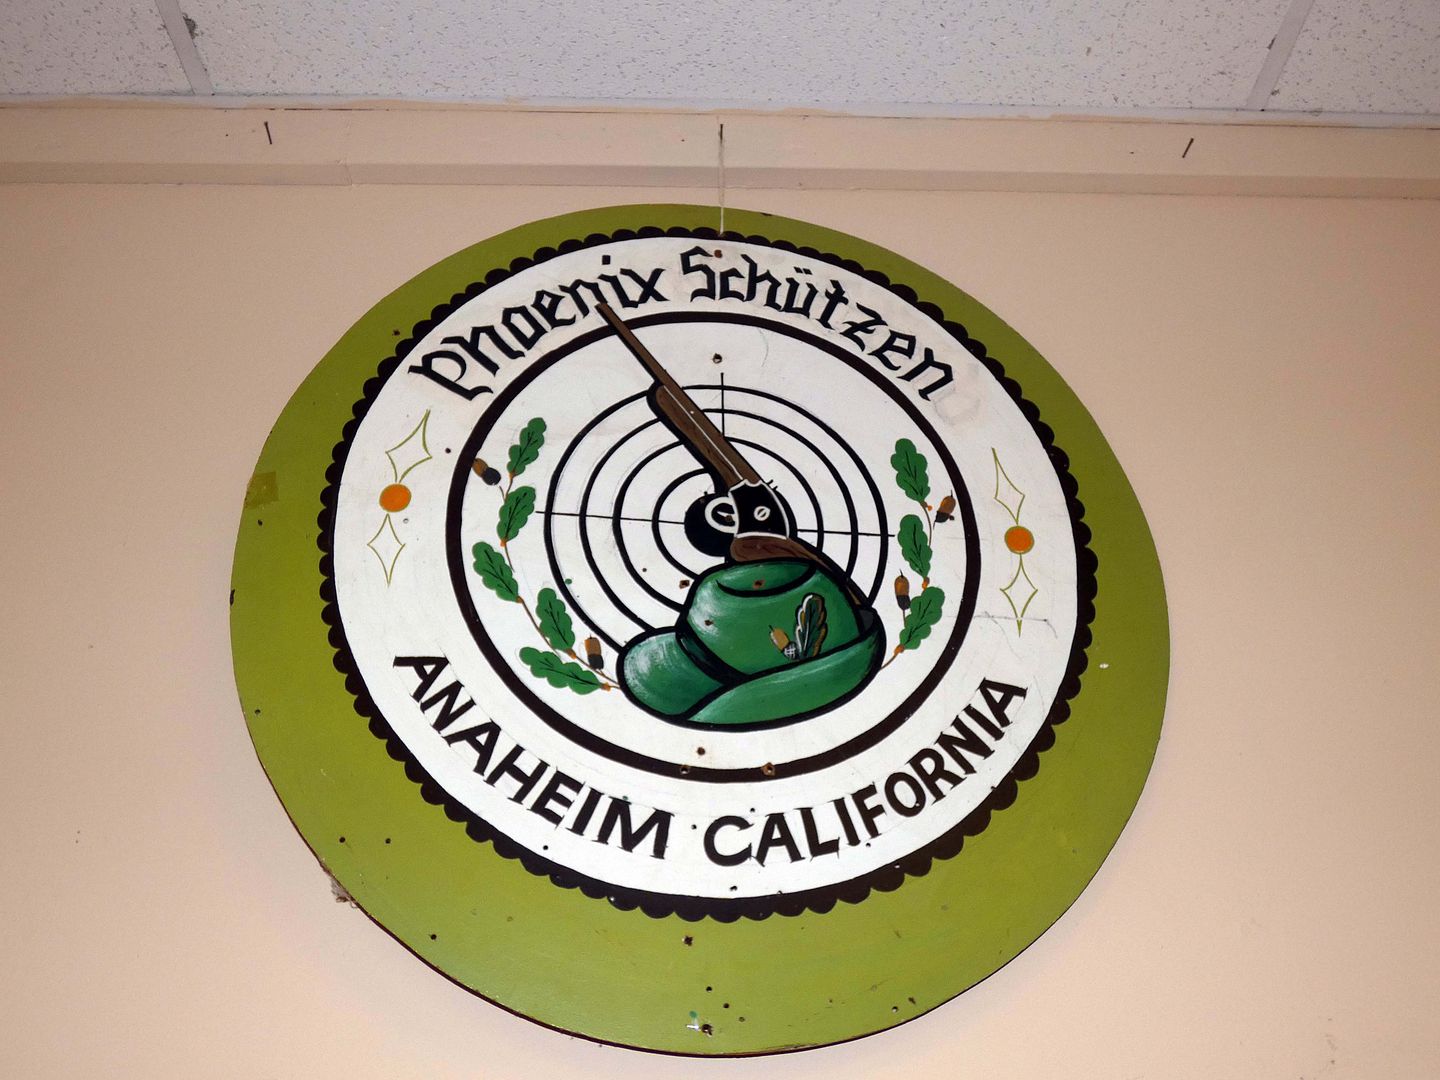 Phoenix Schützen
ANAHEIM CALIFORNIA